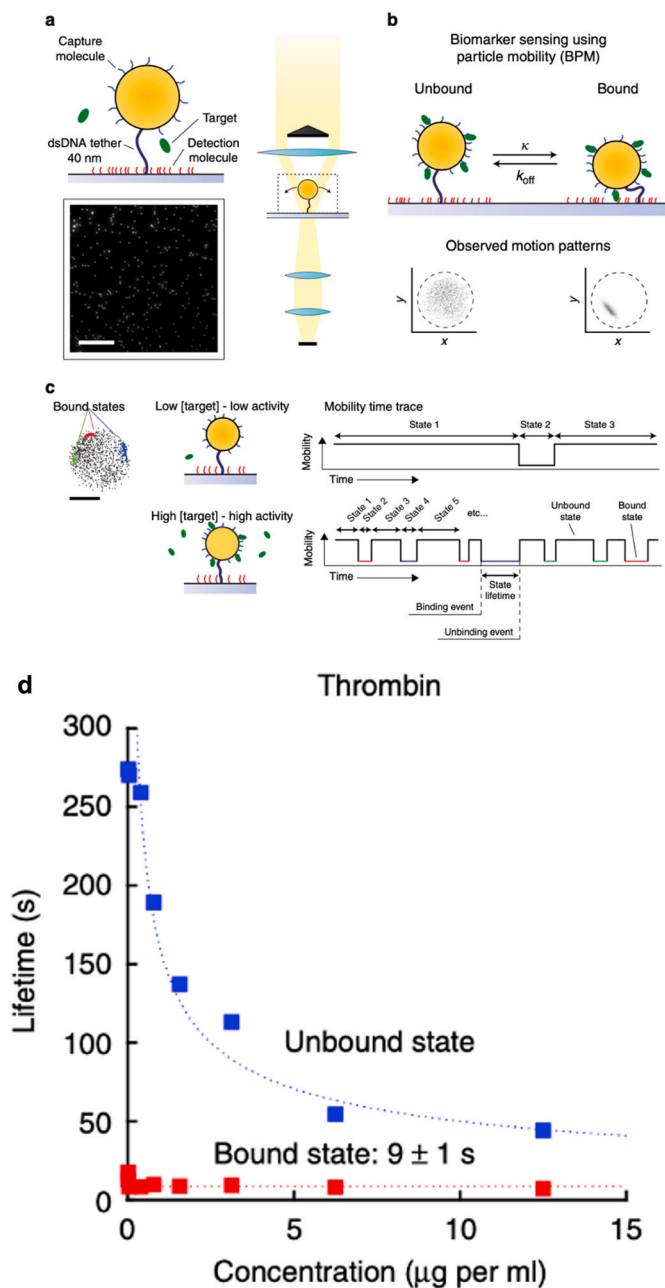 a
Capture
molecule
Target
dsDNA tether
40 nm
Detection
molecule
b
Biomarker sensing using
particle mobility (BPM)
Unbound
Bound
κ
k off
Observed motion patterns
y
x
y
x
c
Bound states
Low [target] - low activity
High [target] - high activity
Mobility time trace
Mobility
State 1
State 2
State 3
Time
State 1
State 2
State 3
State 4
State 5
etc...
Unbound
state
Bound
state
Mobility
Time
State
lifetime
Binding event
Unbinding event
d
Thrombin
300
250
200
150
100
50
0
Lifetime (s)
Unbound state
Bound state: 9 ± 1 s
0
5
10
15
Concentration (μg per ml)